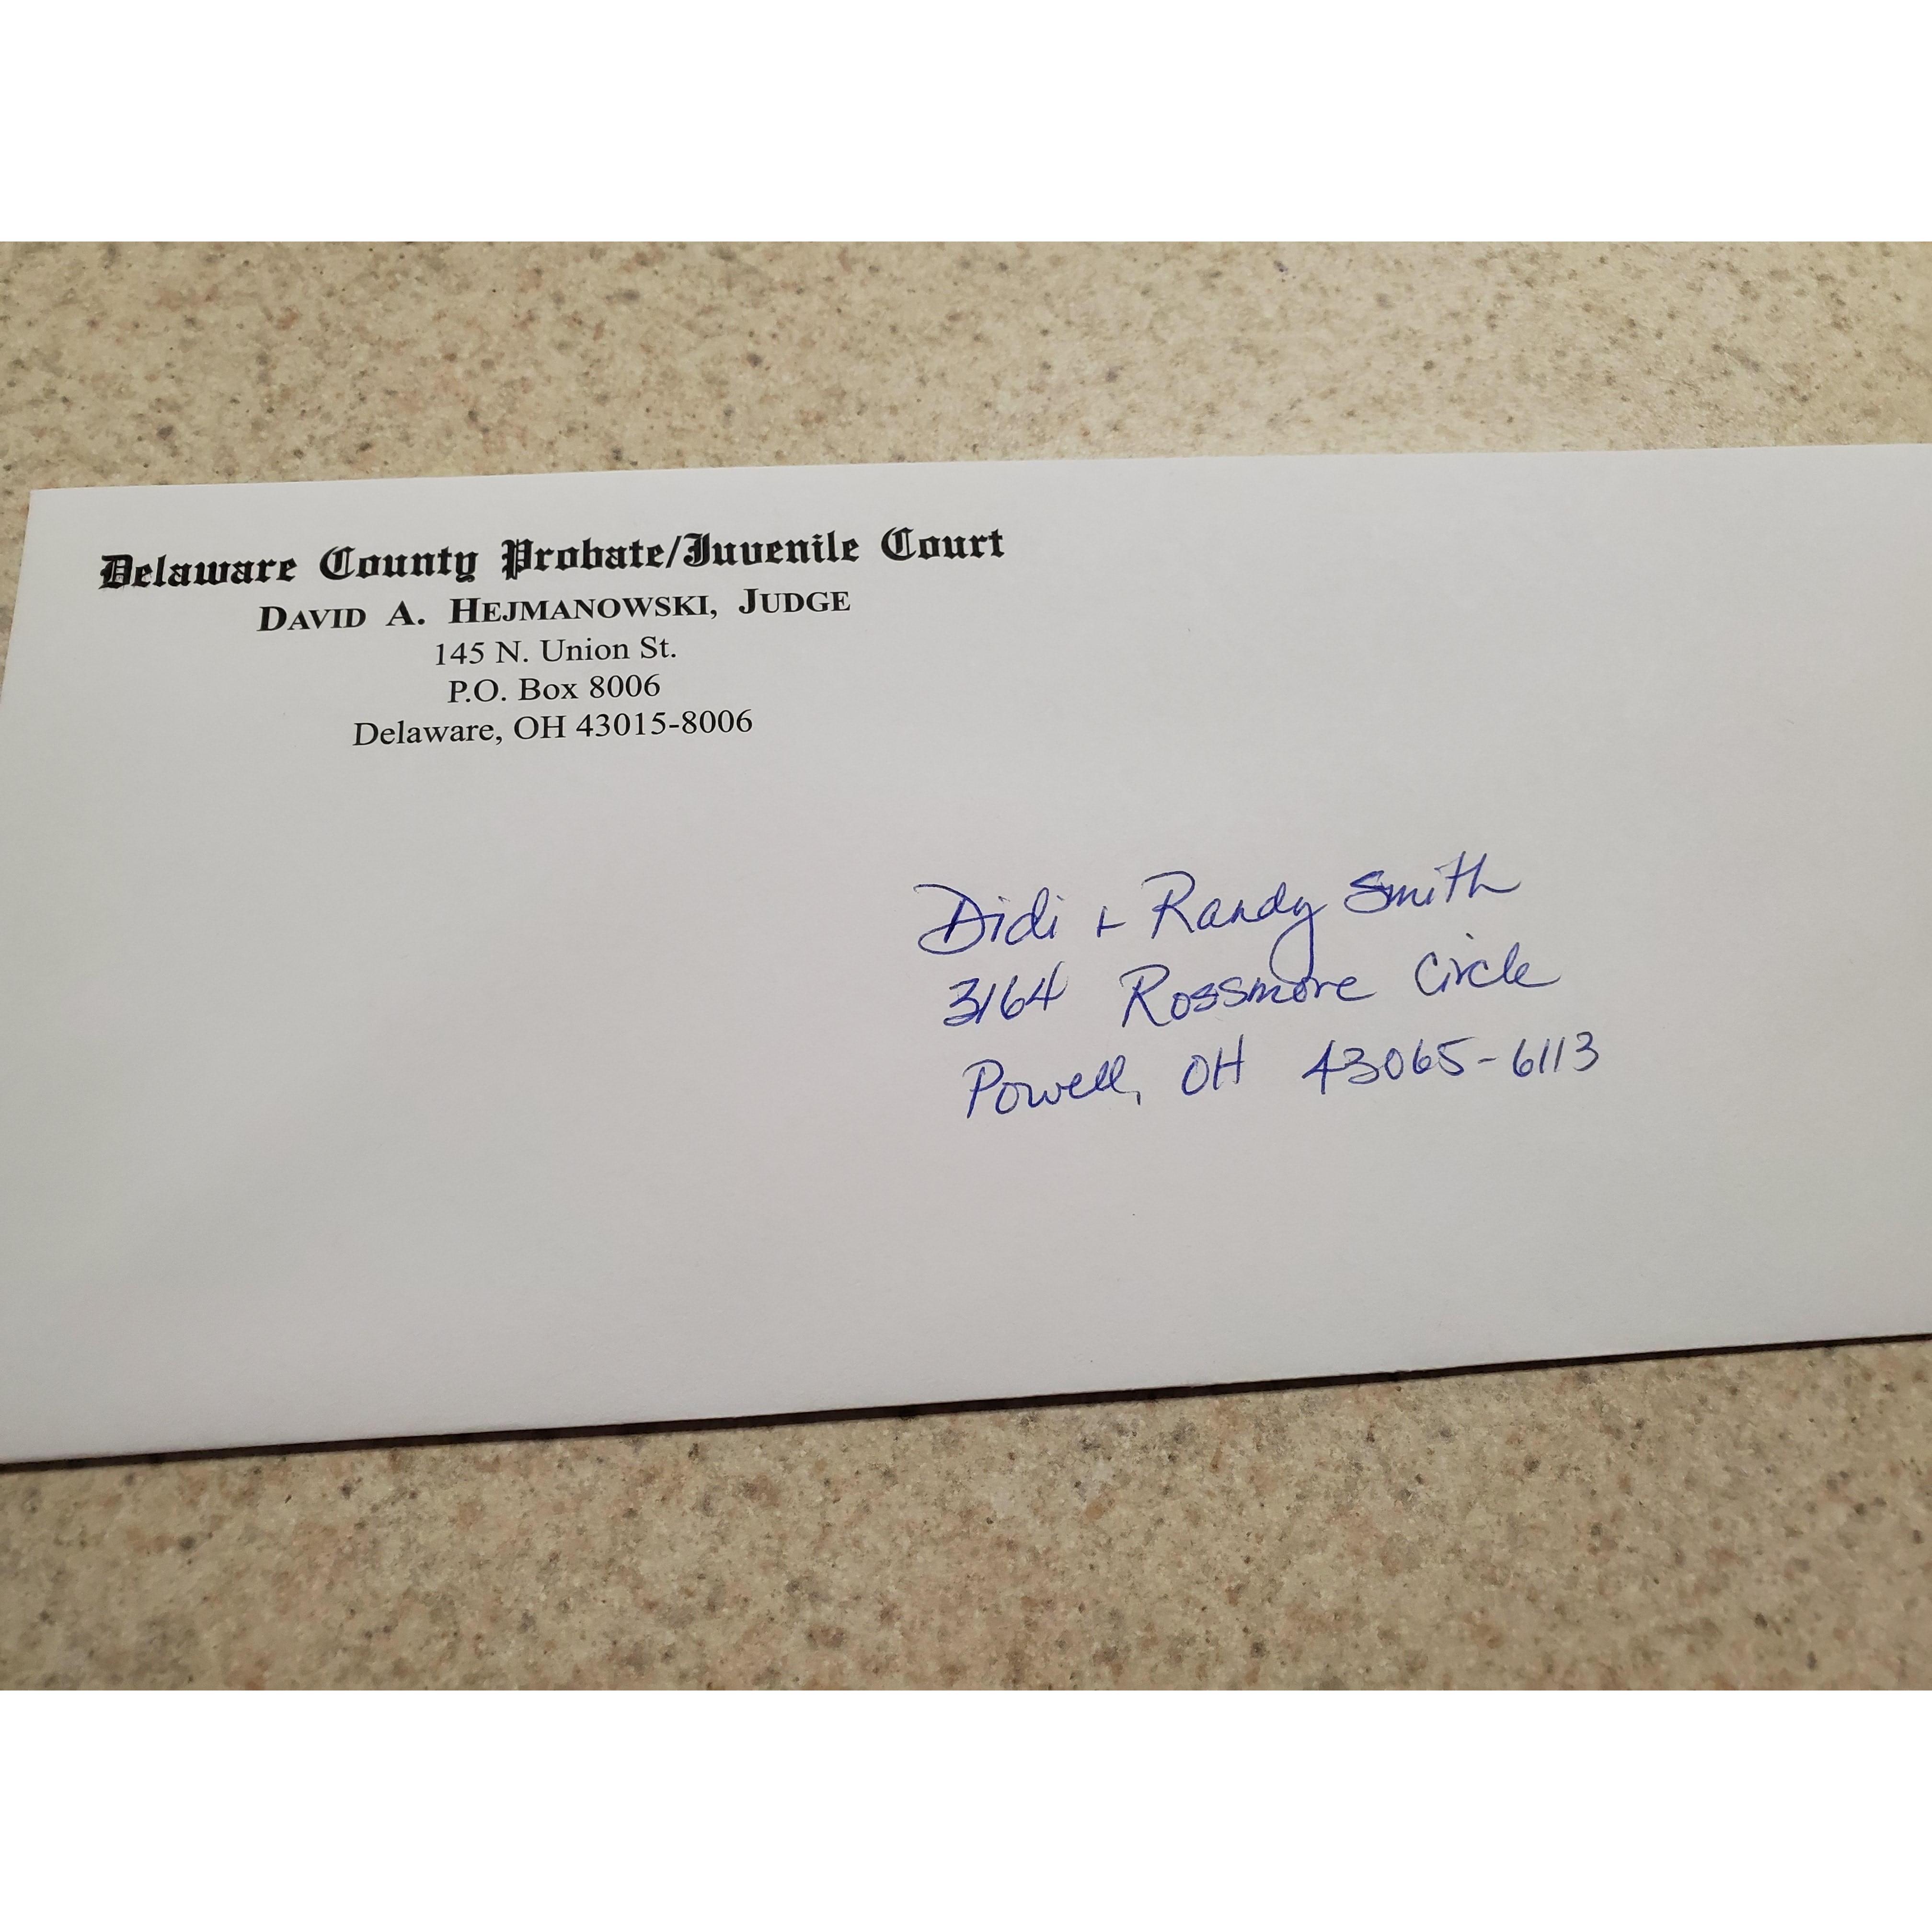 Delaware County Probate/Juvenile Court
DAVID A. HEJMANOWSKI, JUDGE
145 N. Union St.
P.O. Box 8006
Delaware, OH 43015-8006
Didi + Randy Smith
3164 Rossmore Circle
Powell, OH 43065-6113